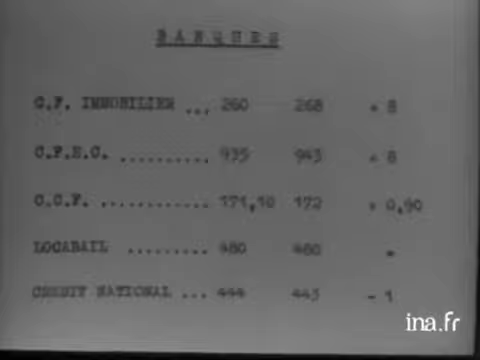 BANQUES
C.F. IMMOBILIER ... 260 268 + 8
C.F.E.C. .......... 935 943 + 8
C.C.F. ............ 171,10 172 + 0,90
LOCABAIL ......... 480 480 =
CREDIT NATIONAL ... 444 443 - 1
ina.fr